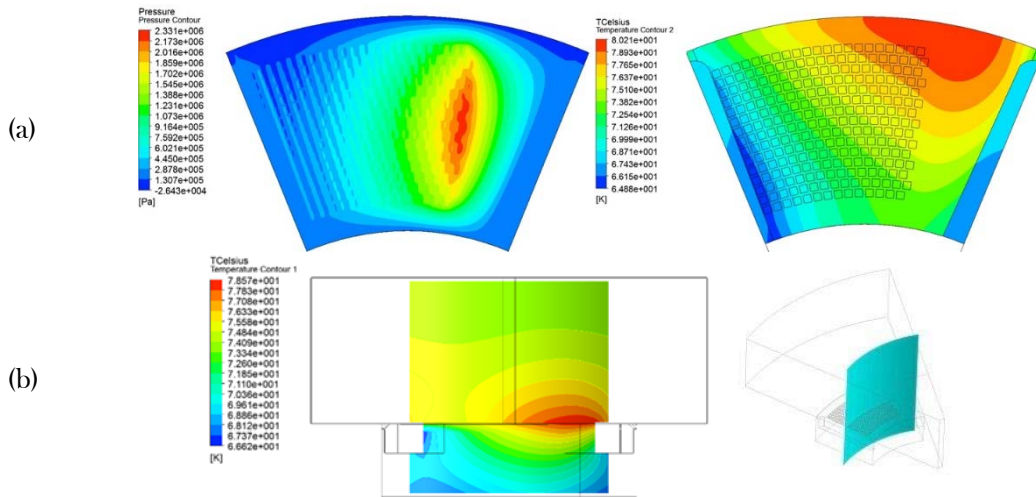 Pressure
Pressure Contour
2.331e+006
2.173e+006
2.016e+006
1.859e+006
1.702e+006
1.545e+006
1.388e+006
1.231e+006
1.073e+006
9.164e+005
7.592e+005
6.021e+005
4.450e+005
2.878e+005
1.307e+005
-2.643e+004
[Pa]
TCelsius
Temperature Contour 2
8.021e+001
7.893e+001
7.765e+001
7.637e+001
7.510e+001
7.382e+001
7.254e+001
7.126e+001
6.999e+001
6.871e+001
6.743e+001
6.615e+001
6.488e+001
[K]
(a)
TCelsius
Temperature Contour 1
7.857e+001
7.783e+001
7.708e+001
7.633e+001
7.558e+001
7.484e+001
7.409e+001
7.334e+001
7.260e+001
7.185e+001
7.110e+001
7.036e+001
6.961e+001
6.886e+001
6.812e+001
6.737e+001
6.662e+001
[K]
(b)